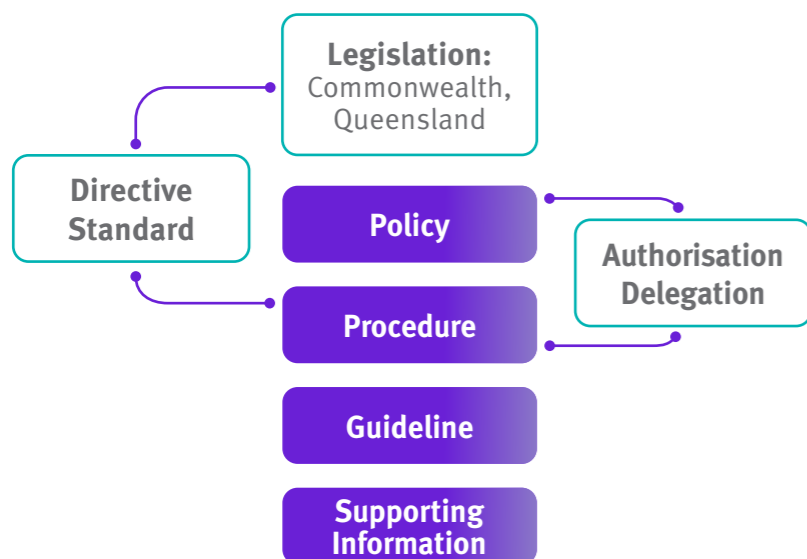 Legislation:
Commonwealth,
Queensland
Directive
Standard
Policy
Authorisation
Delegation
Procedure
Guideline
Supporting
Information